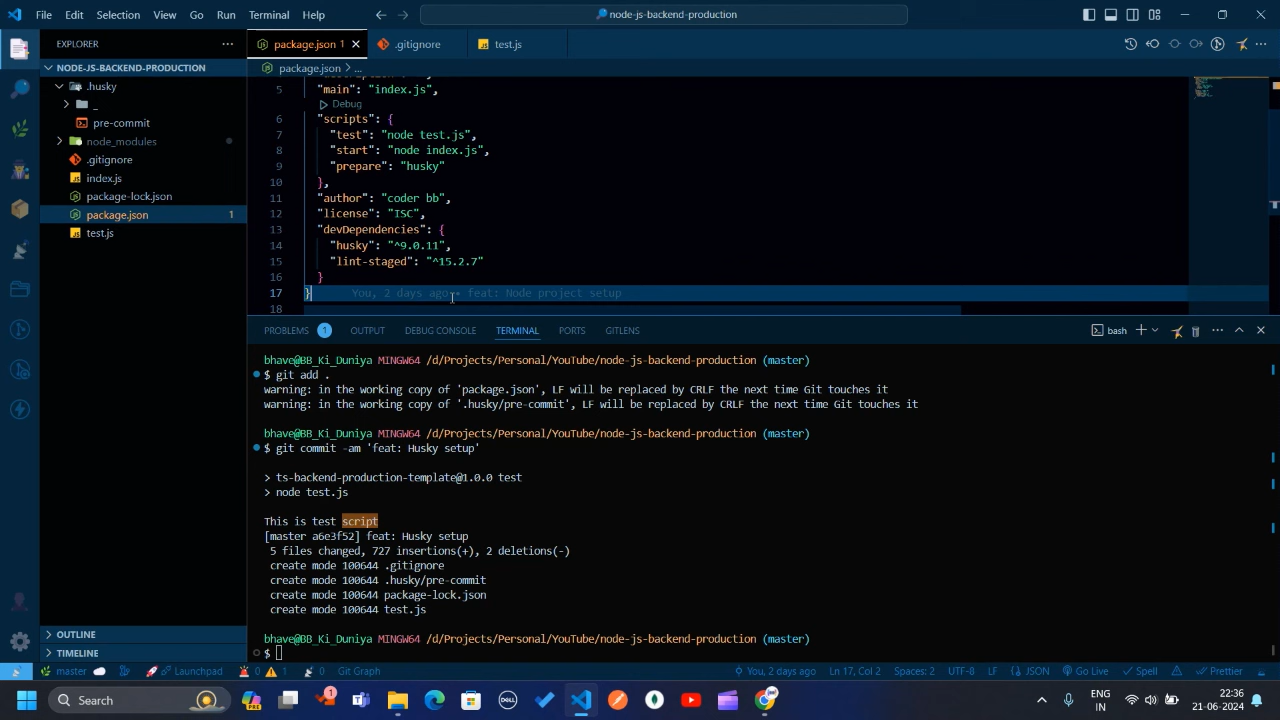 File Edit Selection View Go Run Terminal Help
node-js-backend-production
EXPLORER
package.json 1
.gitignore
test.js
NODE-JS-BACKEND-PRODUCTION
.husky
_
pre-commit
node_modules
.gitignore
index.js
package-lock.json
package.json 1
test.js
OUTLINE
TIMELINE
package.json > ...
5 "main": "index.js",
Debug
6 "scripts": {
7 "test": "node test.js",
8 "start": "node index.js",
9 "prepare": "husky"
10 },
11 "author": "coder bb",
12 "license": "ISC",
13 "devDependencies": {
14 "husky": "^9.0.11",
15 "lint-staged": "^15.2.7"
16 }
17 } You, 2 days ago • feat: Node project setup
18
PROBLEMS 1 OUTPUT DEBUG CONSOLE TERMINAL PORTS GITLENS
bash
bhave@BB_Ki_Duniya MINGW64 /d/Projects/Personal/YouTube/node-js-backend-production (master)
$ git add .
warning: in the working copy of 'package.json', LF will be replaced by CRLF the next time Git touches it
warning: in the working copy of '.husky/pre-commit', LF will be replaced by CRLF the next time Git touches it
bhave@BB_Ki_Duniya MINGW64 /d/Projects/Personal/YouTube/node-js-backend-production (master)
$ git commit -am 'feat: Husky setup'
> ts-backend-production-template@1.0.0 test
> node test.js
This is test script
[master a6e3f52] feat: Husky setup
5 files changed, 727 insertions(+), 2 deletions(-)
create mode 100644 .gitignore
create mode 100644 .husky/pre-commit
create mode 100644 package-lock.json
create mode 100644 test.js
bhave@BB_Ki_Duniya MINGW64 /d/Projects/Personal/YouTube/node-js-backend-production (master)
$
master Launchpad 0 1 0 Git Graph You, 2 days ago Ln 17, Col 2 Spaces: 2 UTF-8 LF {} JSON Go Live Spell Prettier
Search
PRE
1
DELL
ENG
IN
22:36
21-06-2024